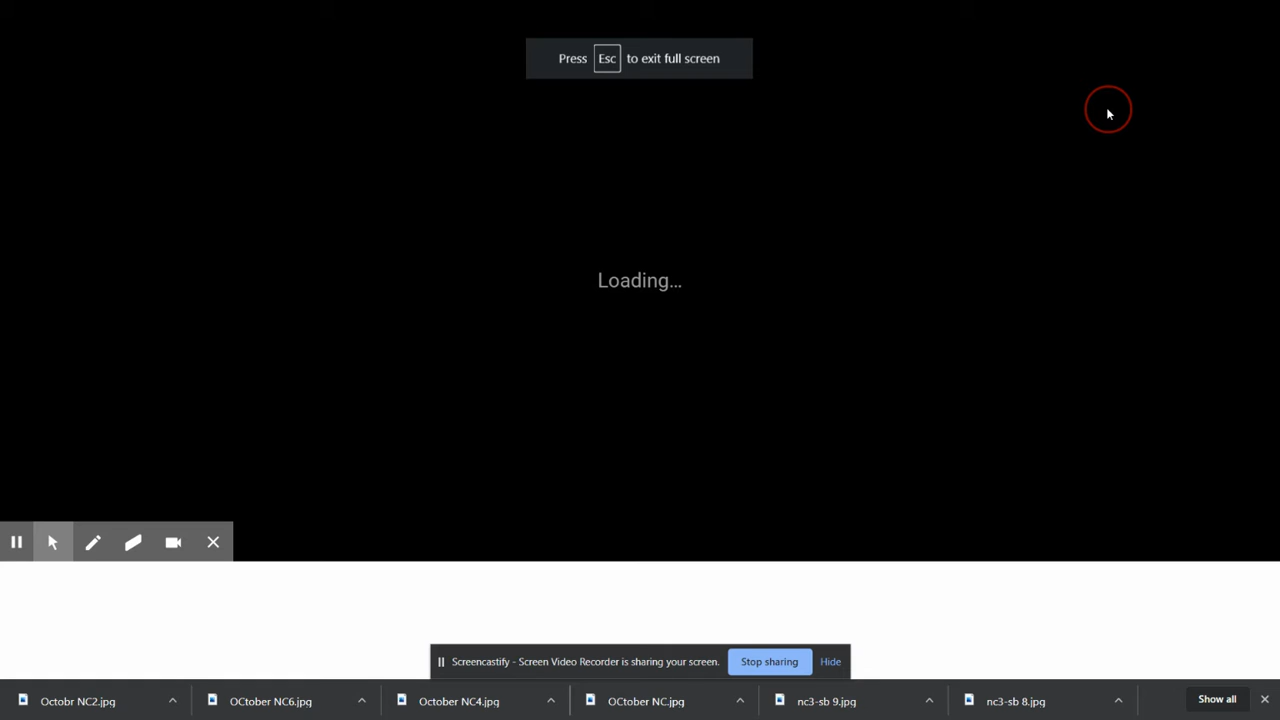 Press Esc to exit full screen
Loading...
Screencastify - Screen Video Recorder is sharing your screen. Stop sharing Hide
Octobr NC2.jpg OCtober NC6.jpg October NC4.jpg OCtober NC.jpg nc3-sb 9.jpg nc3-sb 8.jpg Show all